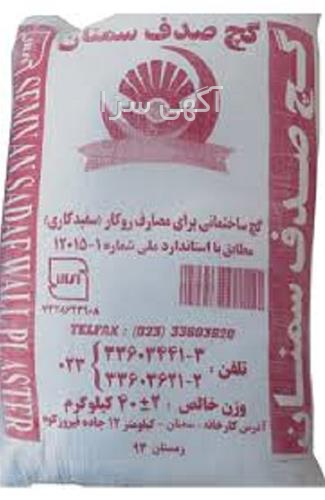 گچ صدف سمنان
آگهی سرا
SEMNAN SADAF WALL PLASTER
گچ صدف سمنان
گچ ساختمانی برای مصارف روکار (سفیدکاری)
مطابق با استاندارد ملی شماره ۱-۱۲۰۱۵
TELFAX : (023) 33603620
تلفن : ۳۳۶۰۳۴۴۱-۳
۳۳۶۰۳۶۲۱-۲
۰۲۳
وزن خالص : ۲±۴۰ کیلوگرم
آدرس کارخانه : سمنان - کیلومتر ۱۲ جاده فیروزکوه
زمستان ۹۳